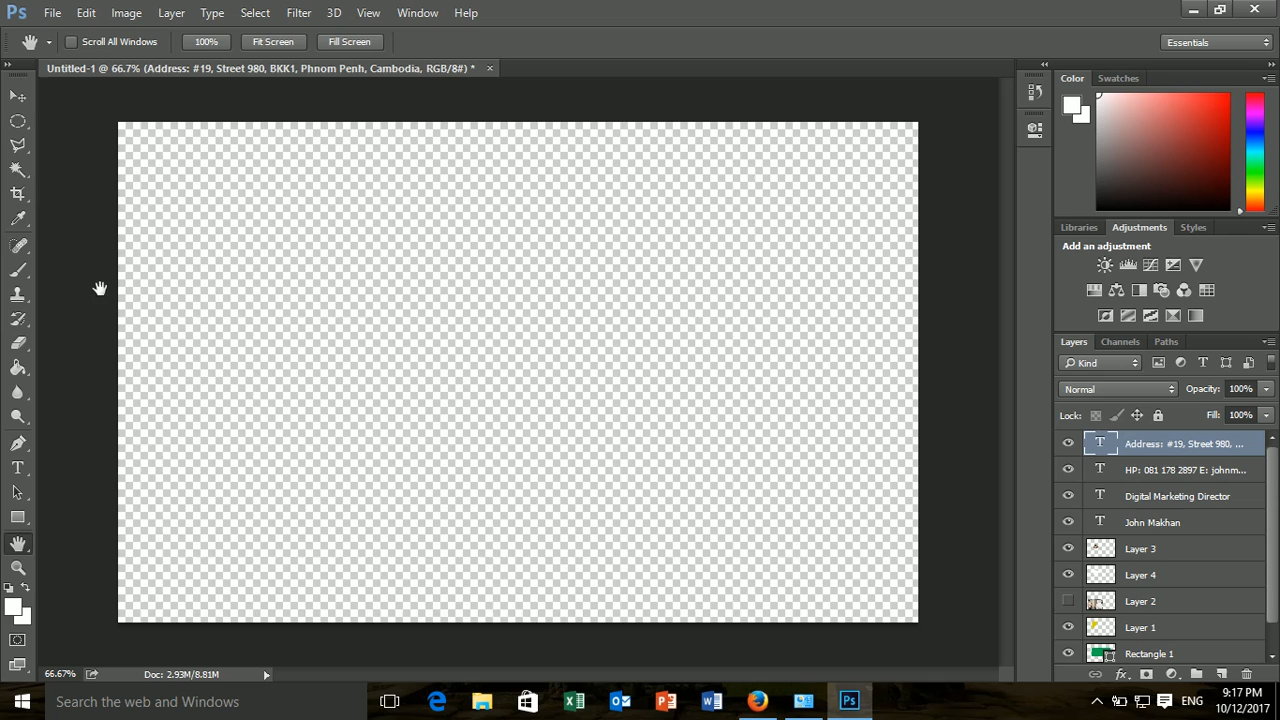 Ps File Edit Image Layer Type Select Filter 3D View Window Help
Scroll All Windows 100% Fit Screen Fill Screen Essentials
Untitled-1 @ 66.7% (Address: #19, Street 980, BKK1, Phnom Penh, Cambodia, RGB/8#) * ×
Color Swatches
Libraries Adjustments Styles
Add an adjustment
Layers Channels Paths
Kind
Normal Opacity: 100%
Lock: Fill: 100%
T Address: #19, Street 980, ...
T HP: 081 178 2897 E: johnm...
T Digital Marketing Director
T John Makhan
Layer 3
Layer 4
Layer 2
Layer 1
Rectangle 1
66.67% Doc: 2.93M/8.81M
Search the web and Windows
ENG
9:17 PM
10/12/2017